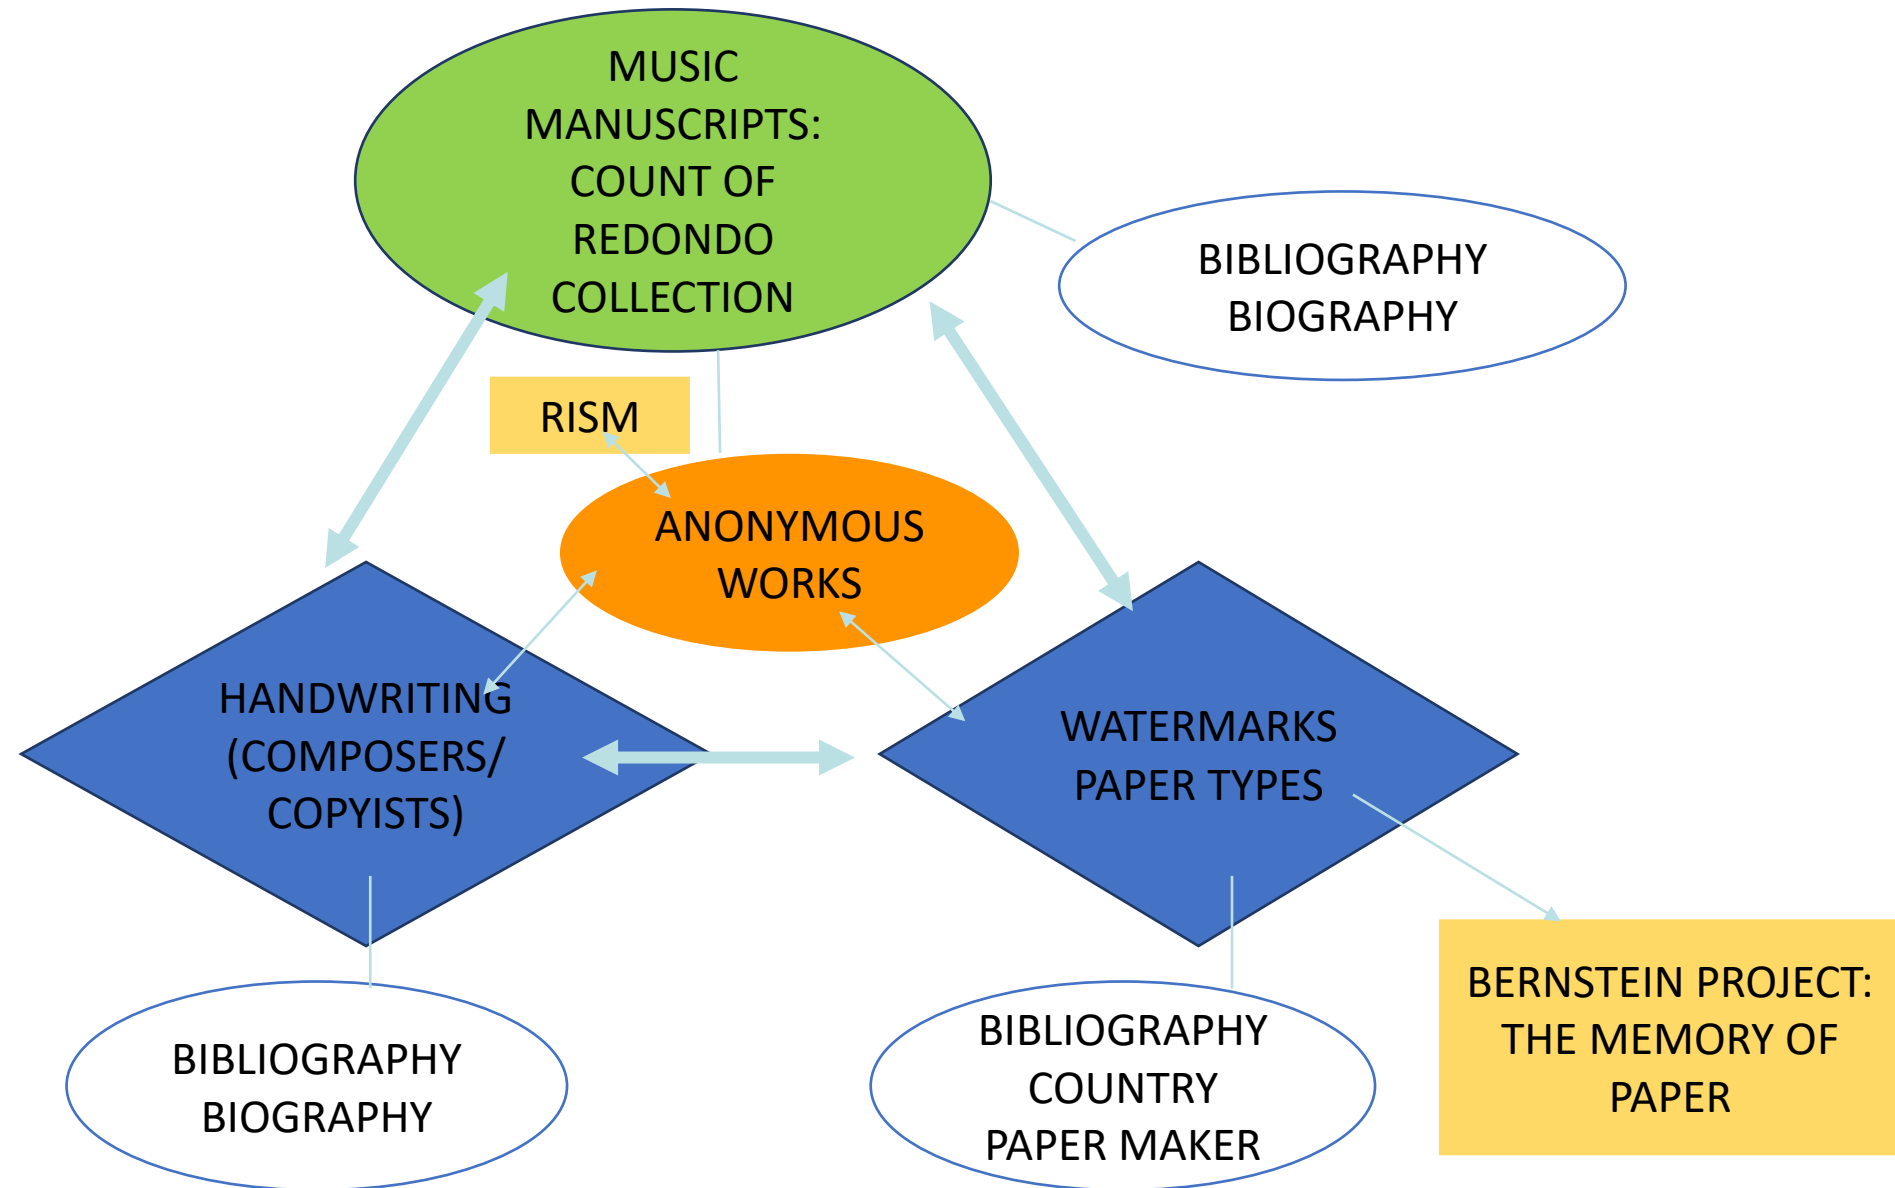 MUSIC
MANUSCRIPTS:
COUNT OF
REDONDO
COLLECTION
BIBLIOGRAPHY
BIOGRAPHY
RISM
ANONYMOUS
WORKS
HANDWRITING
(COMPOSERS/
COPYISTS)
WATERMARKS
PAPER TYPES
BIBLIOGRAPHY
BIOGRAPHY
BIBLIOGRAPHY
COUNTRY
PAPER MAKER
BERNSTEIN PROJECT:
THE MEMORY OF
PAPER